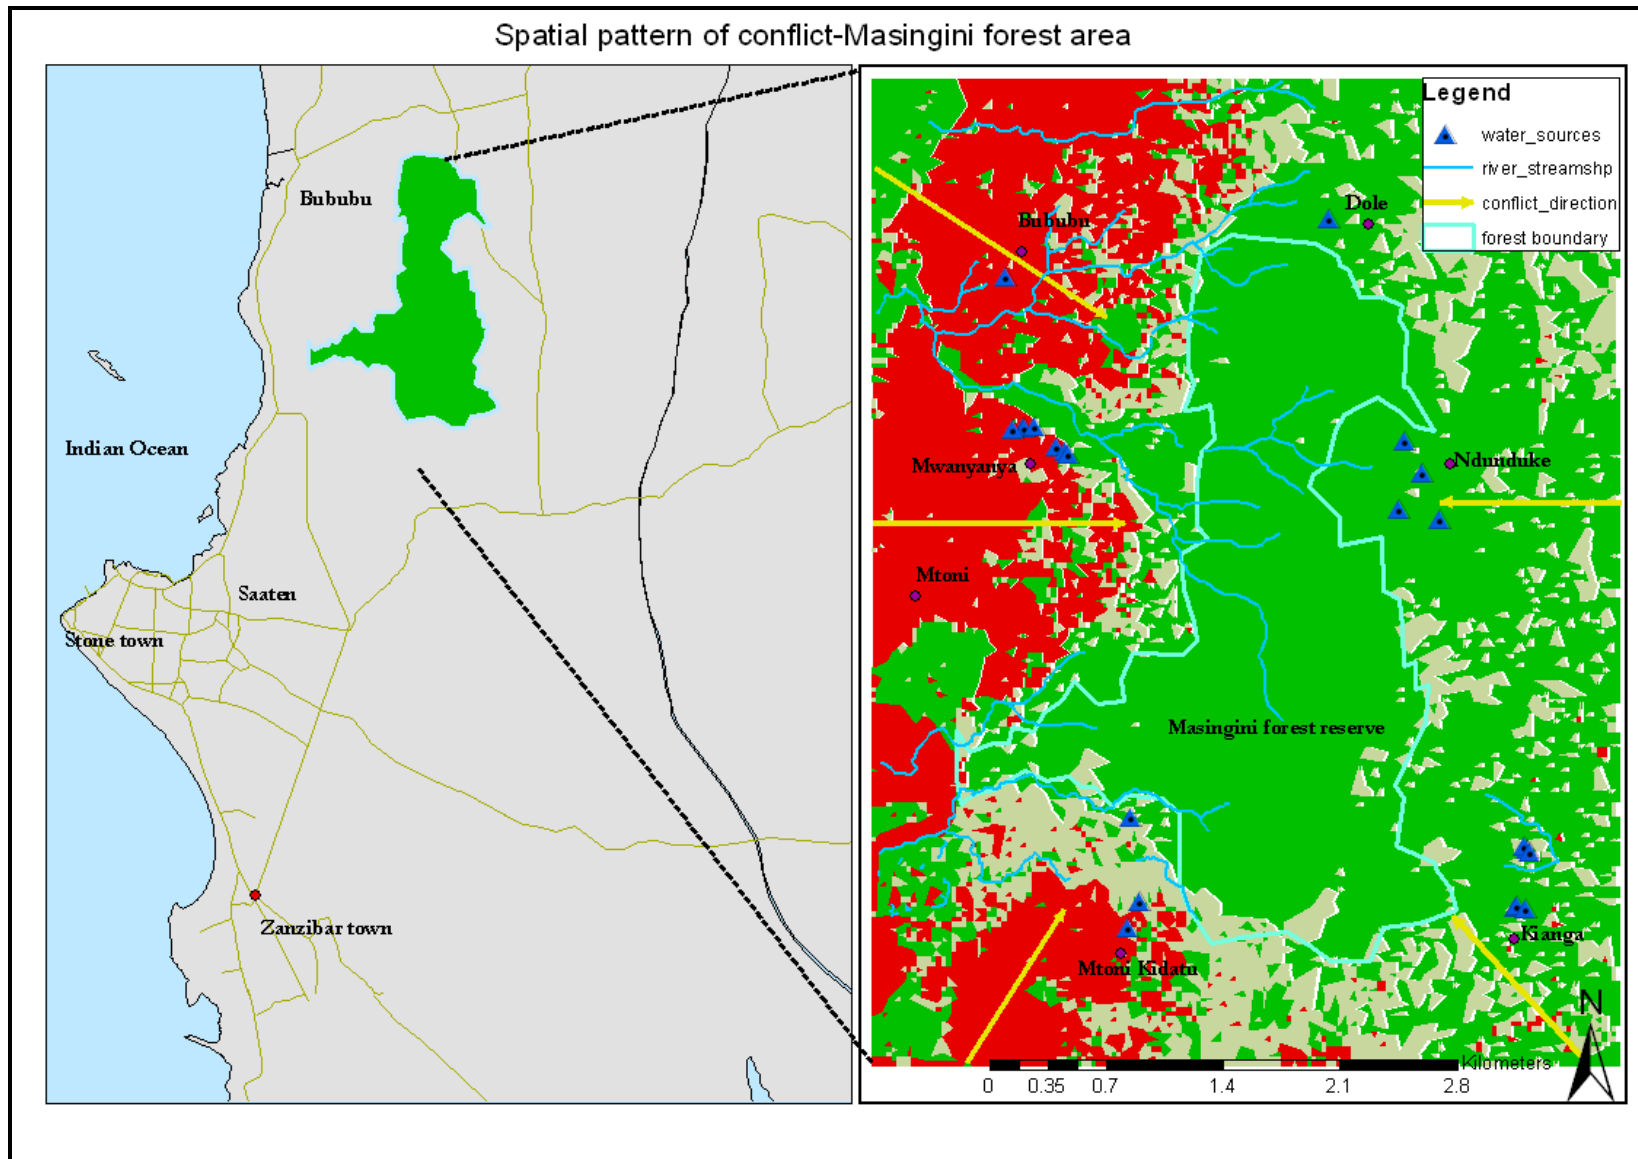 Spatial pattern of conflict-Masingini forest area
Bububu
Indian Ocean
Saaten
Stone town
Zanzibar town
Legend
water_sources
river_streamshp
conflict_direction
forest boundary
Dole
Bububu
Mwanyanya
Ndunduke
Mtoni
Masingini forest reserve
Kianga
Mtoni Kidatu
N
Kilometers
0 0.35 0.7 1.4 2.1 2.8